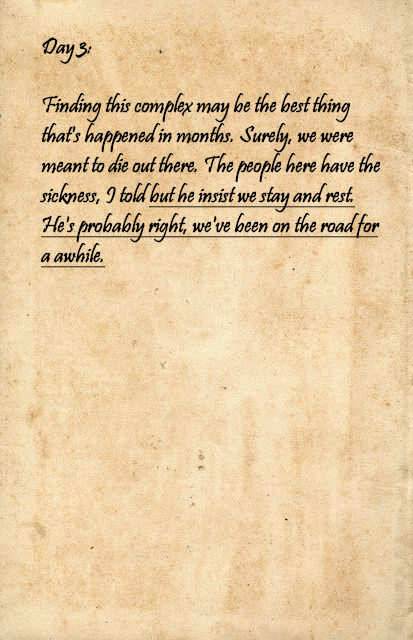 Day 3:
Finding this complex may be the best thing
that's happened in months. Surely, we were
meant to die out there. The people here have the
sickness, I told but he insist we stay and rest.
He's probably right, we've been on the road for
a awhile.